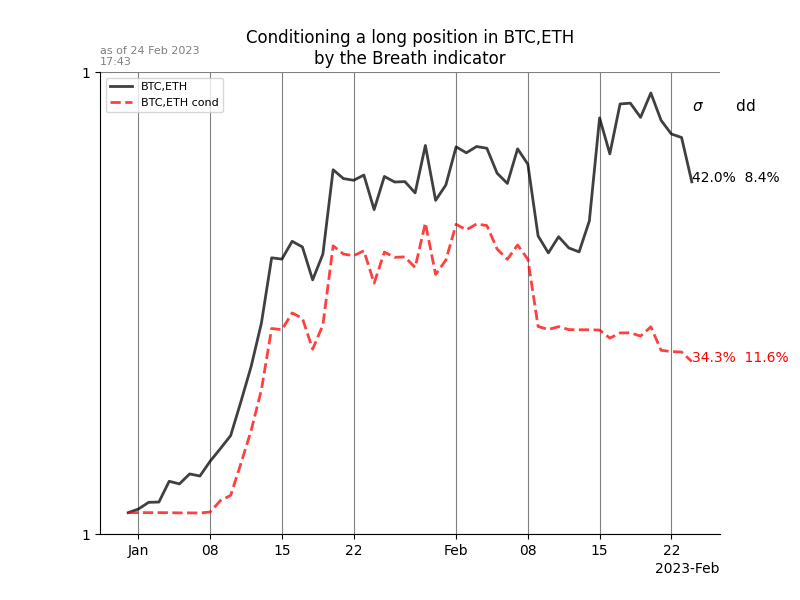 Conditioning a long position in BTC,ETH
by the Breath indicator
as of 24 Feb 2023
17:43
1
BTC,ETH
BTC,ETH cond
σ dd
42.0% 8.4%
34.3% 11.6%
1
Jan 08 15 22 Feb 08 15 22
2023-Feb